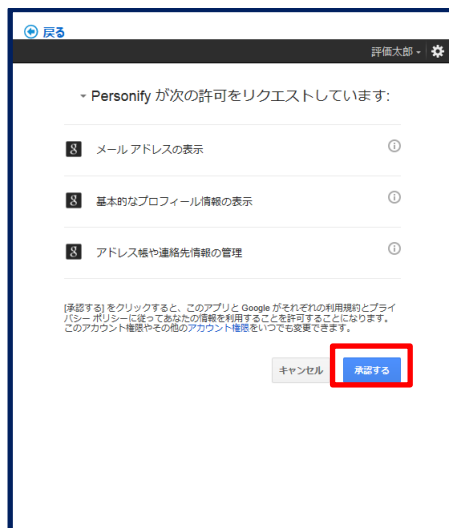 戻る
評価太郎
Personify が次の許可をリクエストしています:
g メール アドレスの表示
g 基本的なプロフィール情報の表示
g アドレス帳や連絡先情報の管理
[承認する] をクリックすると、このアプリと Google がそれぞれの利用規約とプライ
バシー ポリシーに従ってあなたの情報を利用することを許可することになります。
このアカウント権限やその他のアカウント権限をいつでも変更できます。
キャンセル 承認する